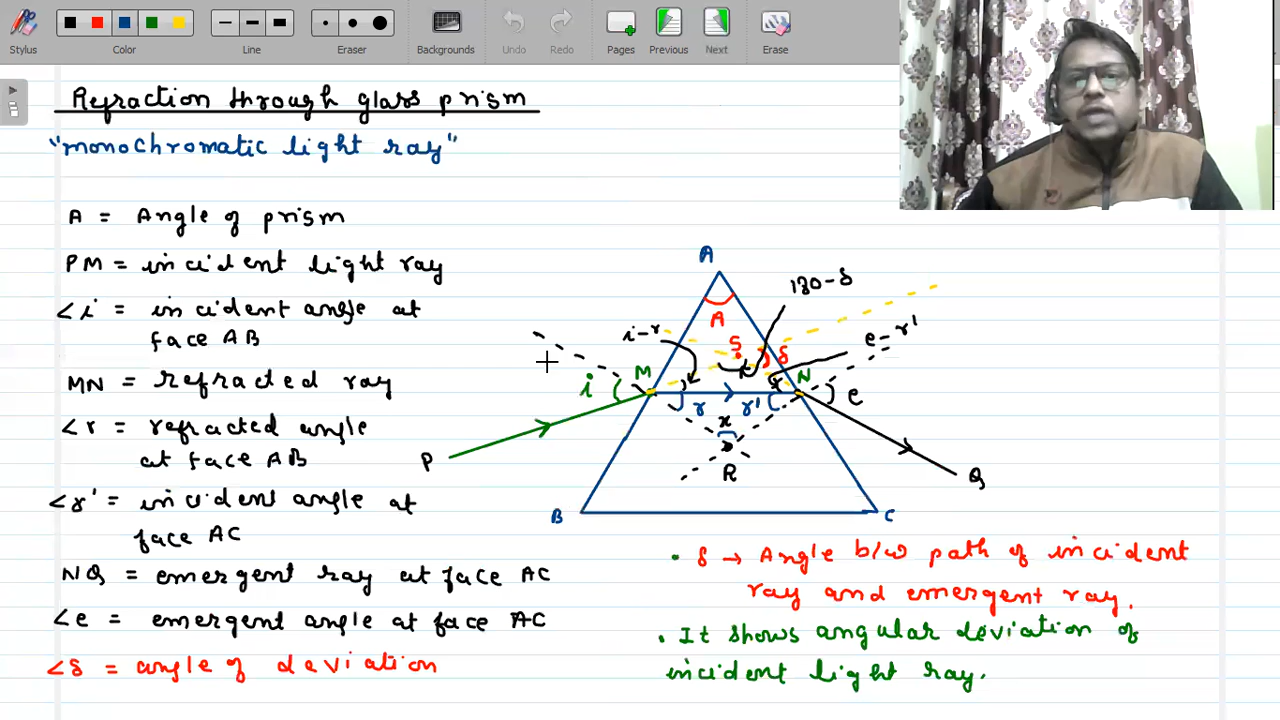 Stylus
Color
Line
Eraser
Backgrounds
Undo
Redo
Pages
Previous
Next
Erase
Refraction through glass prism
"monochromatic light ray"
A = Angle of prism
PM = incident light ray
∠i = incident angle at
face AB
MN = refracted ray
∠r = refracted angle
at face AB
∠r' = incident angle at
face AC
NQ = emergent ray at face AC
∠e = emergent angle at face AC
∠δ = angle of deviation
A
180-δ
A
i-r
S
δ
e-r'
M
N
i
r
r'
e
x
P
R
Q
B
C
• δ → Angle b/w path of incident
ray and emergent ray.
• It shows angular deviation of
incident light ray.